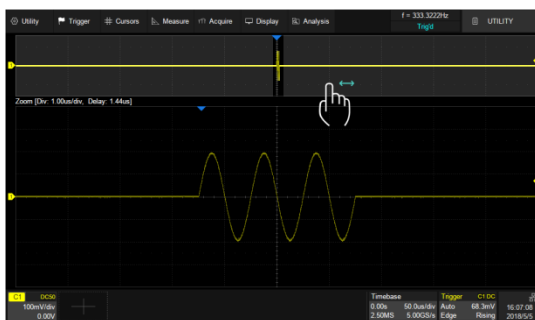 Utility Trigger Cursors Measure Acquire Display Analysis f = 333.3222Hz Trig'd UTILITY
Zoom [Div: 1.00us/div, Delay: 1.44us]
C1 DC50 Timebase Trigger C1 DC
100mV/div 0.00s 50.0us/div Auto 68.3mV 16:07:08
0.00V 2.50MS 5.00GS/s Edge Rising 2018/5/5